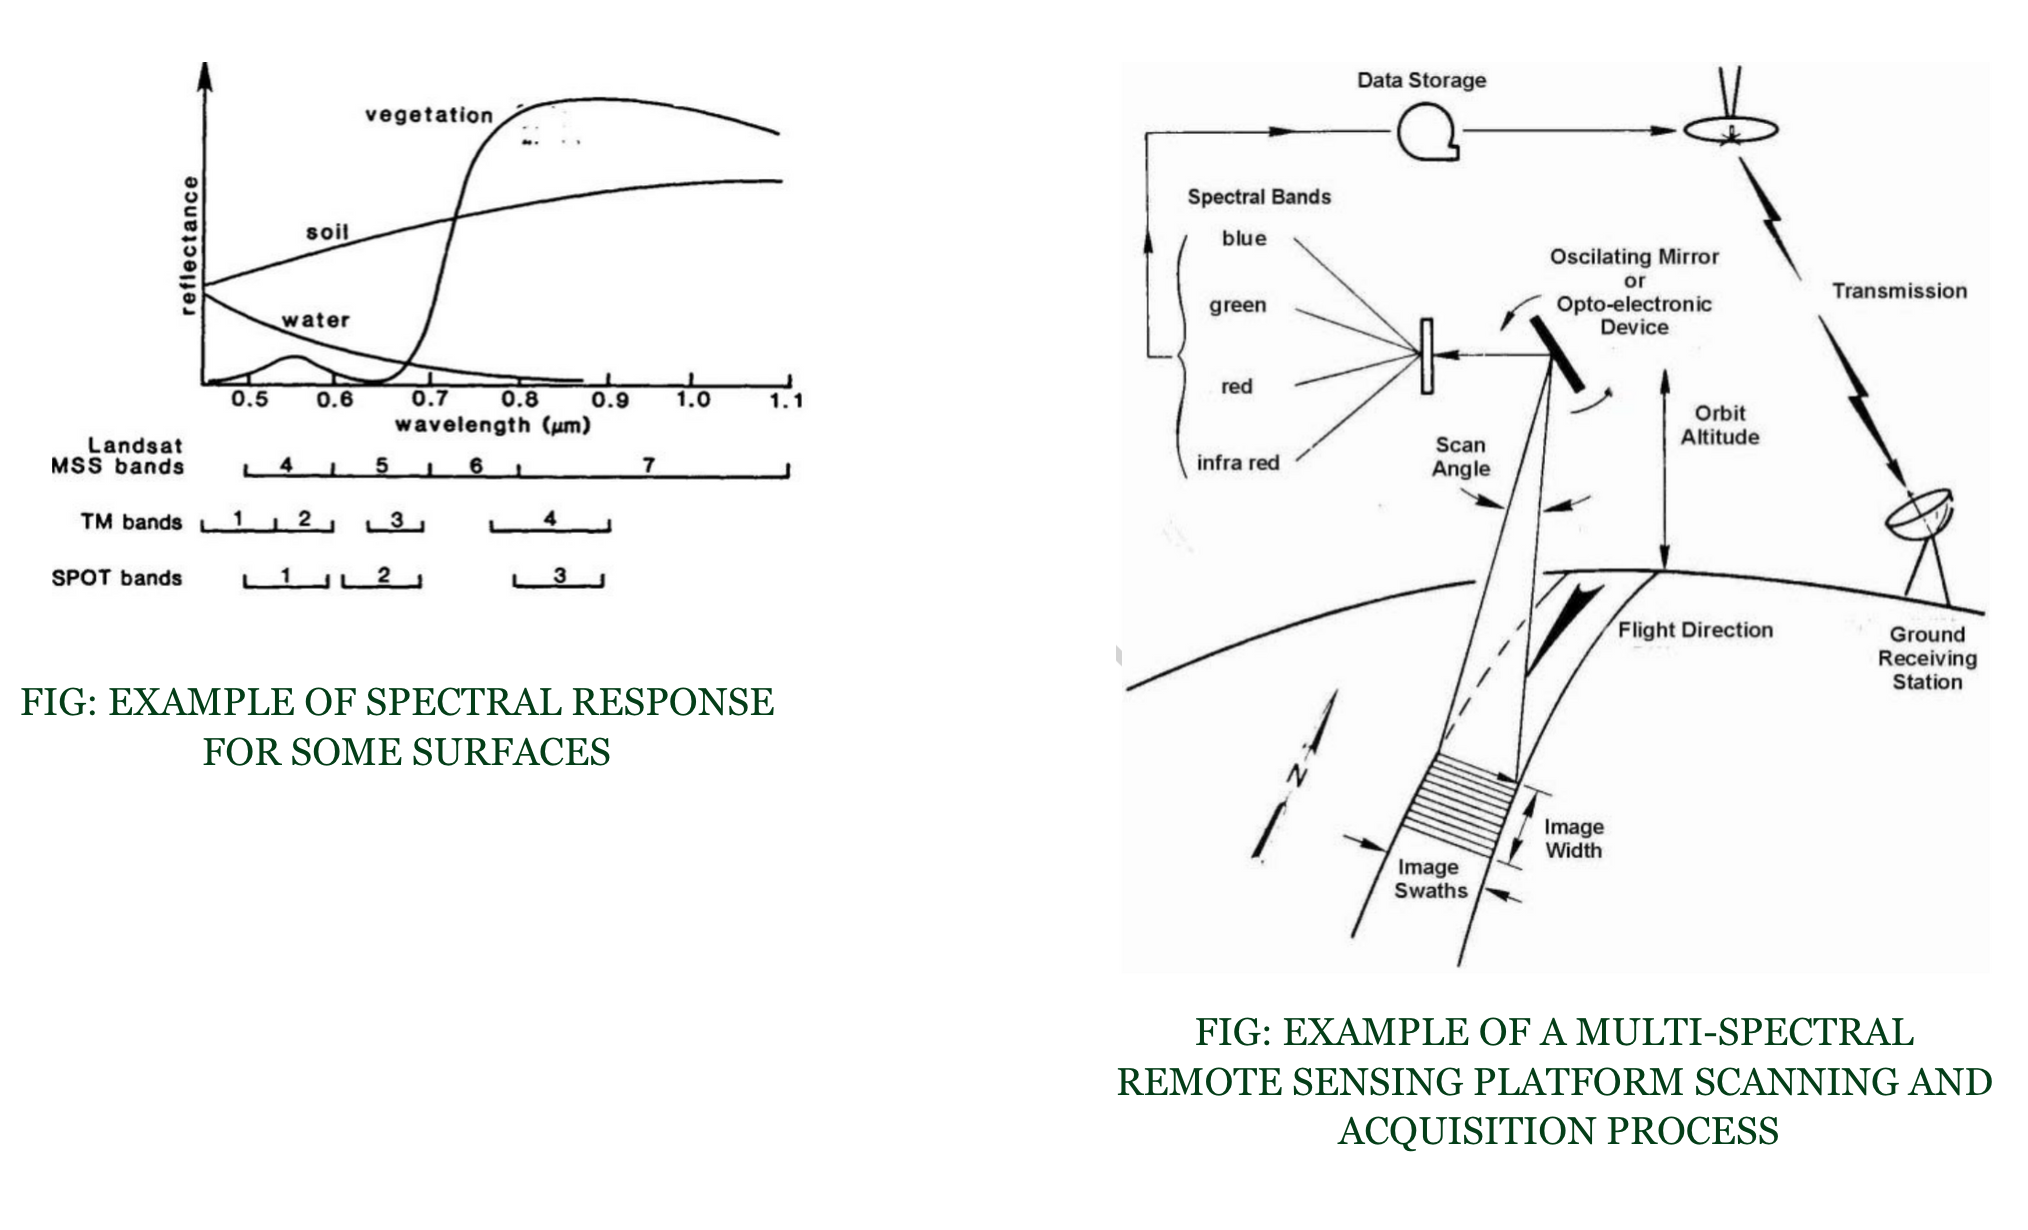 vegetation
soil
water
reflectance
0.5 0.6 0.7 0.8 0.9 1.0 1.1
wavelength (μm)
Landsat
MSS bands 4 5 6 7
TM bands 1 2 3 4
SPOT bands 1 2 3
FIG: EXAMPLE OF SPECTRAL RESPONSE
FOR SOME SURFACES
Data Storage
Spectral Bands
blue
green
red
infra red
Oscilating Mirror
or
Opto-electronic
Device
Transmission
Orbit
Altitude
Scan
Angle
Flight Direction
Ground
Receiving
Station
N
Image
Width
Image
Swaths
FIG: EXAMPLE OF A MULTI-SPECTRAL
REMOTE SENSING PLATFORM SCANNING AND
ACQUISITION PROCESS